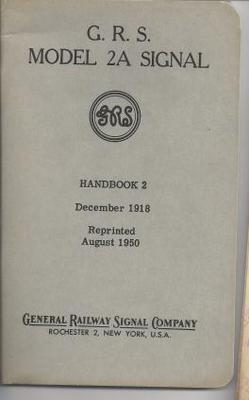 G. R. S.
MODEL 2A SIGNAL
GRS
HANDBOOK 2
December 1918
Reprinted
August 1950
GENERAL RAILWAY SIGNAL COMPANY
ROCHESTER 2, NEW YORK, U.S.A.